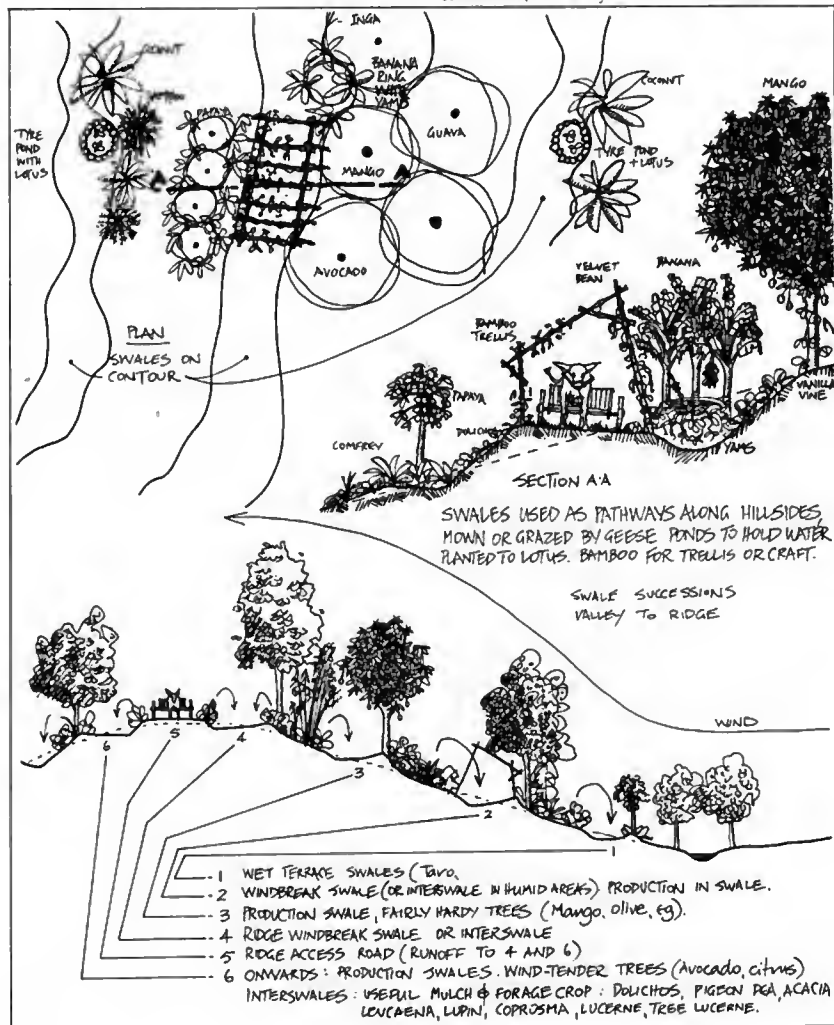 COCONUT
INGA
BANANA
RING
WITH
YAMS
COCONUT
MANGO
PAPAYA
GUAVA
TYRE
POND
WITH
LOTUS
TYRE POND
+ LOTUS
MANGO
A
AVOCADO
VELVET
BEAN
BANANA
PLAN
SWALES ON
CONTOUR
BAMBOO
TRELLIS
PAPAYA
VANILLA
VINE
DOLICHOS
COMFREY
YAMS
SECTION A·A
SWALES USED AS PATHWAYS ALONG HILLSIDES,
MOWN OR GRAZED BY GEESE PONDS TO HOLD WATER
PLANTED TO LOTUS. BAMBOO FOR TRELLIS OR CRAFT.
SWALE SUCCESSIONS
VALLEY TO RIDGE
WIND
6
5
4
3
2
1
1 WET TERRACE SWALES (Taro,
2 WINDBREAK SWALE (OR INTERSWALE IN HUMID AREAS) PRODUCTION IN SWALE.
3 PRODUCTION SWALE, FAIRLY HARDY TREES (Mango, olive, eg).
4 RIDGE WINDBREAK SWALE OR INTERSWALE
5 RIDGE ACCESS ROAD (RUNOFF TO 4 AND 6)
6 ONWARDS: PRODUCTION SWALES. WIND-TENDER TREES (Avocado, citrus)
INTERSWALES: USEFUL MULCH & FORAGE CROP: DOLICHOS, PIGEON PEA, ACACIA
LEUCAENA, LUPIN, COPROSMA, LUCERNE, TREE LUCERNE.